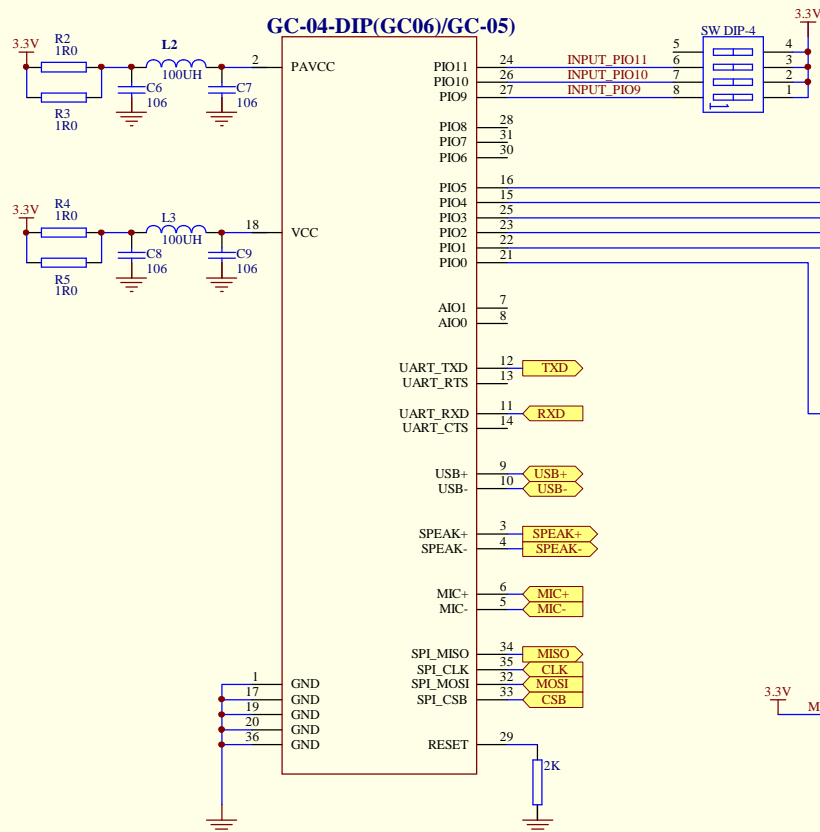 GC-04-DIP(GC06)/GC-05)
3.3V
R2
1R0
R3
1R0
L2
100UH
C6
106
C7
106
2
PAVCC
3.3V
R4
1R0
R5
1R0
L3
100UH
C8
106
C9
106
18
VCC
1
GND
17
GND
19
GND
20
GND
36
GND
PIO11
24
INPUT_PIO11
PIO10
26
INPUT_PIO10
PIO9
27
INPUT_PIO9
SW DIP-4
3.3V
5
4
6
3
7
2
8
1
1
PIO8
28
PIO7
31
PIO6
30
PIO5
16
PIO4
15
PIO3
25
PIO2
23
PIO1
22
PIO0
21
AIO1
7
AIO0
8
UART_TXD
12
TXD
UART_RTS
13
UART_RXD
11
RXD
UART_CTS
14
USB+
9
USB+
USB-
10
USB-
SPEAK+
3
SPEAK+
SPEAK-
4
SPEAK-
MIC+
6
MIC+
MIC-
5
MIC-
SPI_MISO
34
MISO
SPI_CLK
35
CLK
SPI_MOSI
32
MOSI
SPI_CSB
33
CSB
RESET
29
2K
3.3V
M